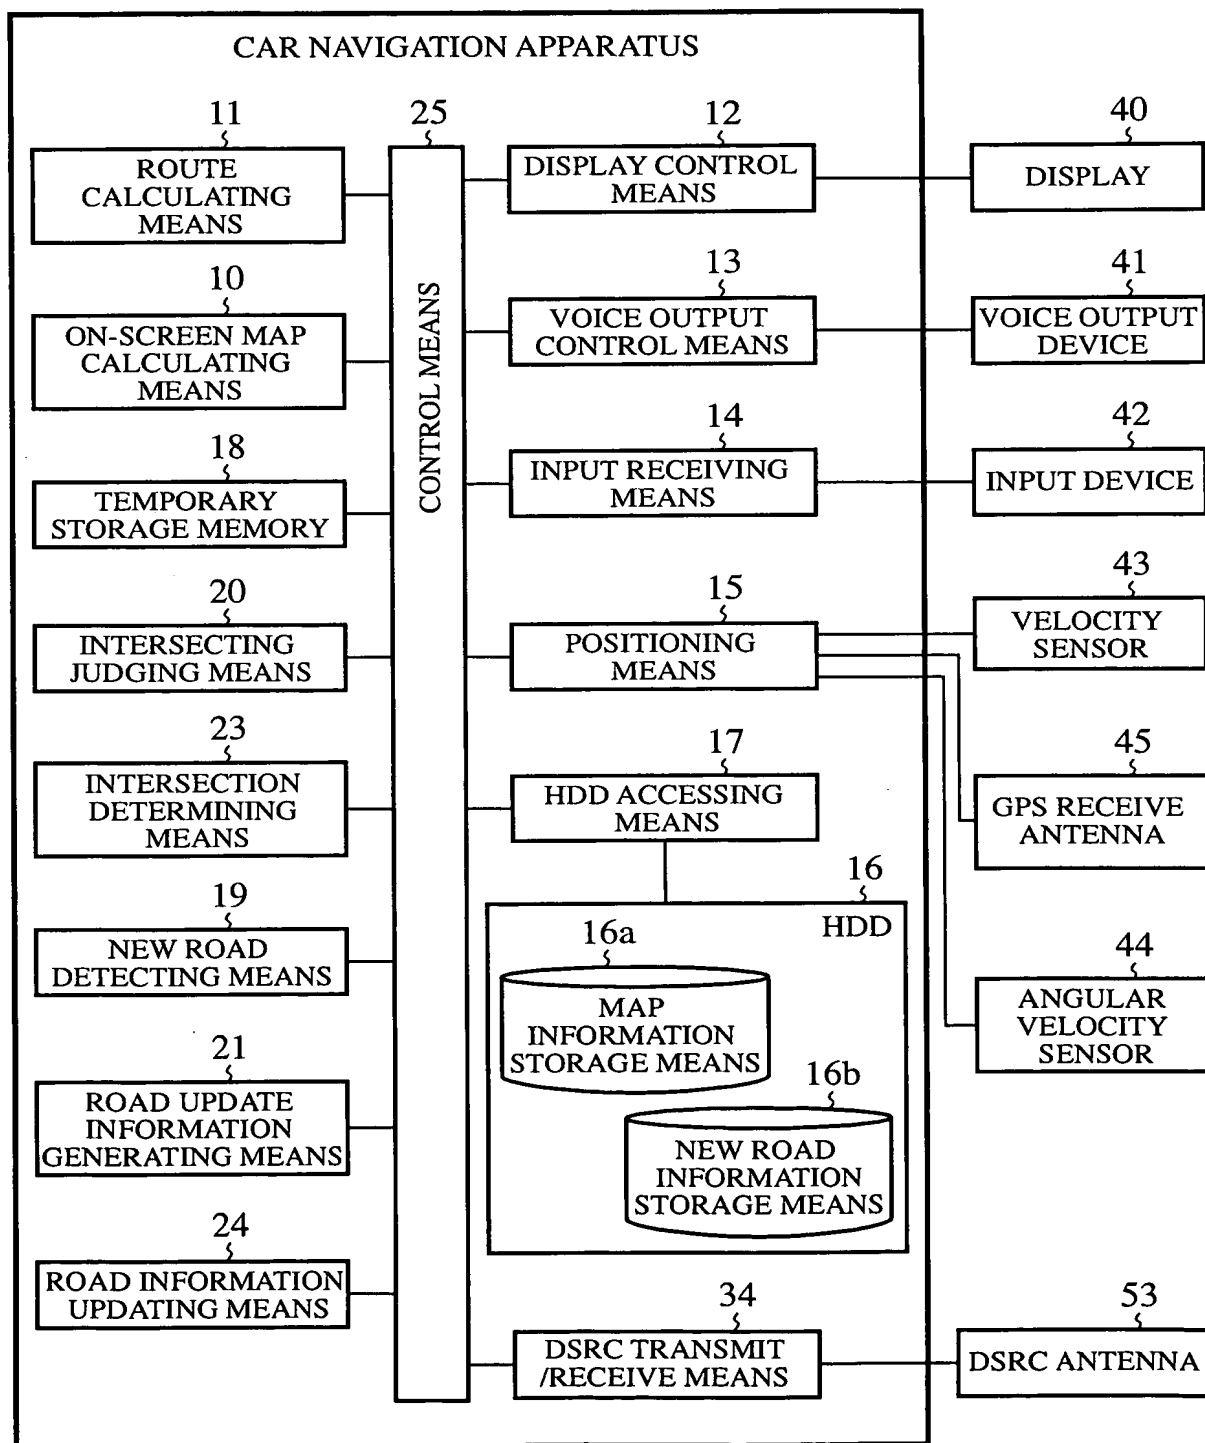 CAR NAVIGATION APPARATUS
11
ROUTE
CALCULATING
MEANS
10
ON-SCREEN MAP
CALCULATING
MEANS
18
TEMPORARY
STORAGE MEMORY
20
INTERSECTING
JUDGING MEANS
23
INTERSECTION
DETERMINING
MEANS
19
NEW ROAD
DETECTING MEANS
21
ROAD UPDATE
INFORMATION
GENERATING MEANS
24
ROAD INFORMATION
UPDATING MEANS
25
CONTROL MEANS
12
DISPLAY CONTROL
MEANS
13
VOICE OUTPUT
CONTROL MEANS
14
INPUT RECEIVING
MEANS
15
POSITIONING
MEANS
17
HDD ACCESSING
MEANS
16
HDD
16a
MAP
INFORMATION
STORAGE MEANS
16b
NEW ROAD
INFORMATION
STORAGE MEANS
34
DSRC TRANSMIT
/RECEIVE MEANS
40
DISPLAY
41
VOICE OUTPUT
DEVICE
42
INPUT DEVICE
43
VELOCITY
SENSOR
45
GPS RECEIVE
ANTENNA
44
ANGULAR
VELOCITY
SENSOR
53
DSRC ANTENNA